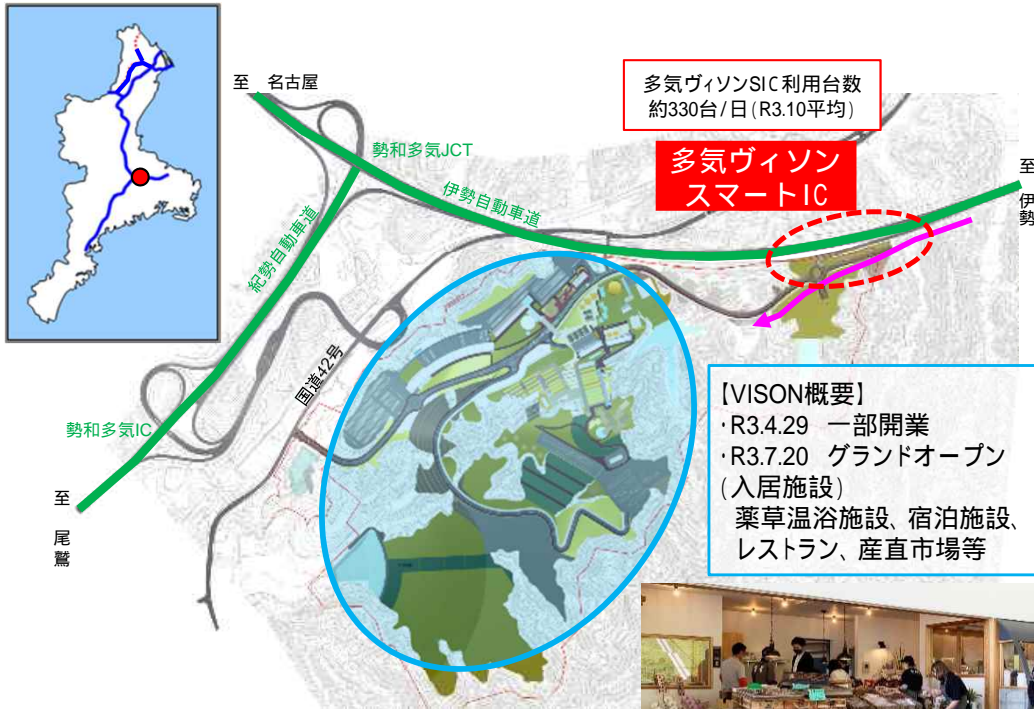 至 名古屋
多気ヴィソンSIC利用台数
約330台/日(R3.10平均)
勢和多気JCT
多気ヴィソン
スマートIC
伊勢自動車道
至
伊勢
紀勢自動車道
国道42号
【VISON概要】
・R3.4.29 一部開業
・R3.7.20 グランドオープン
(入居施設)
薬草温浴施設、宿泊施設、
レストラン、産直市場等
勢和多気IC
至
尾鷲